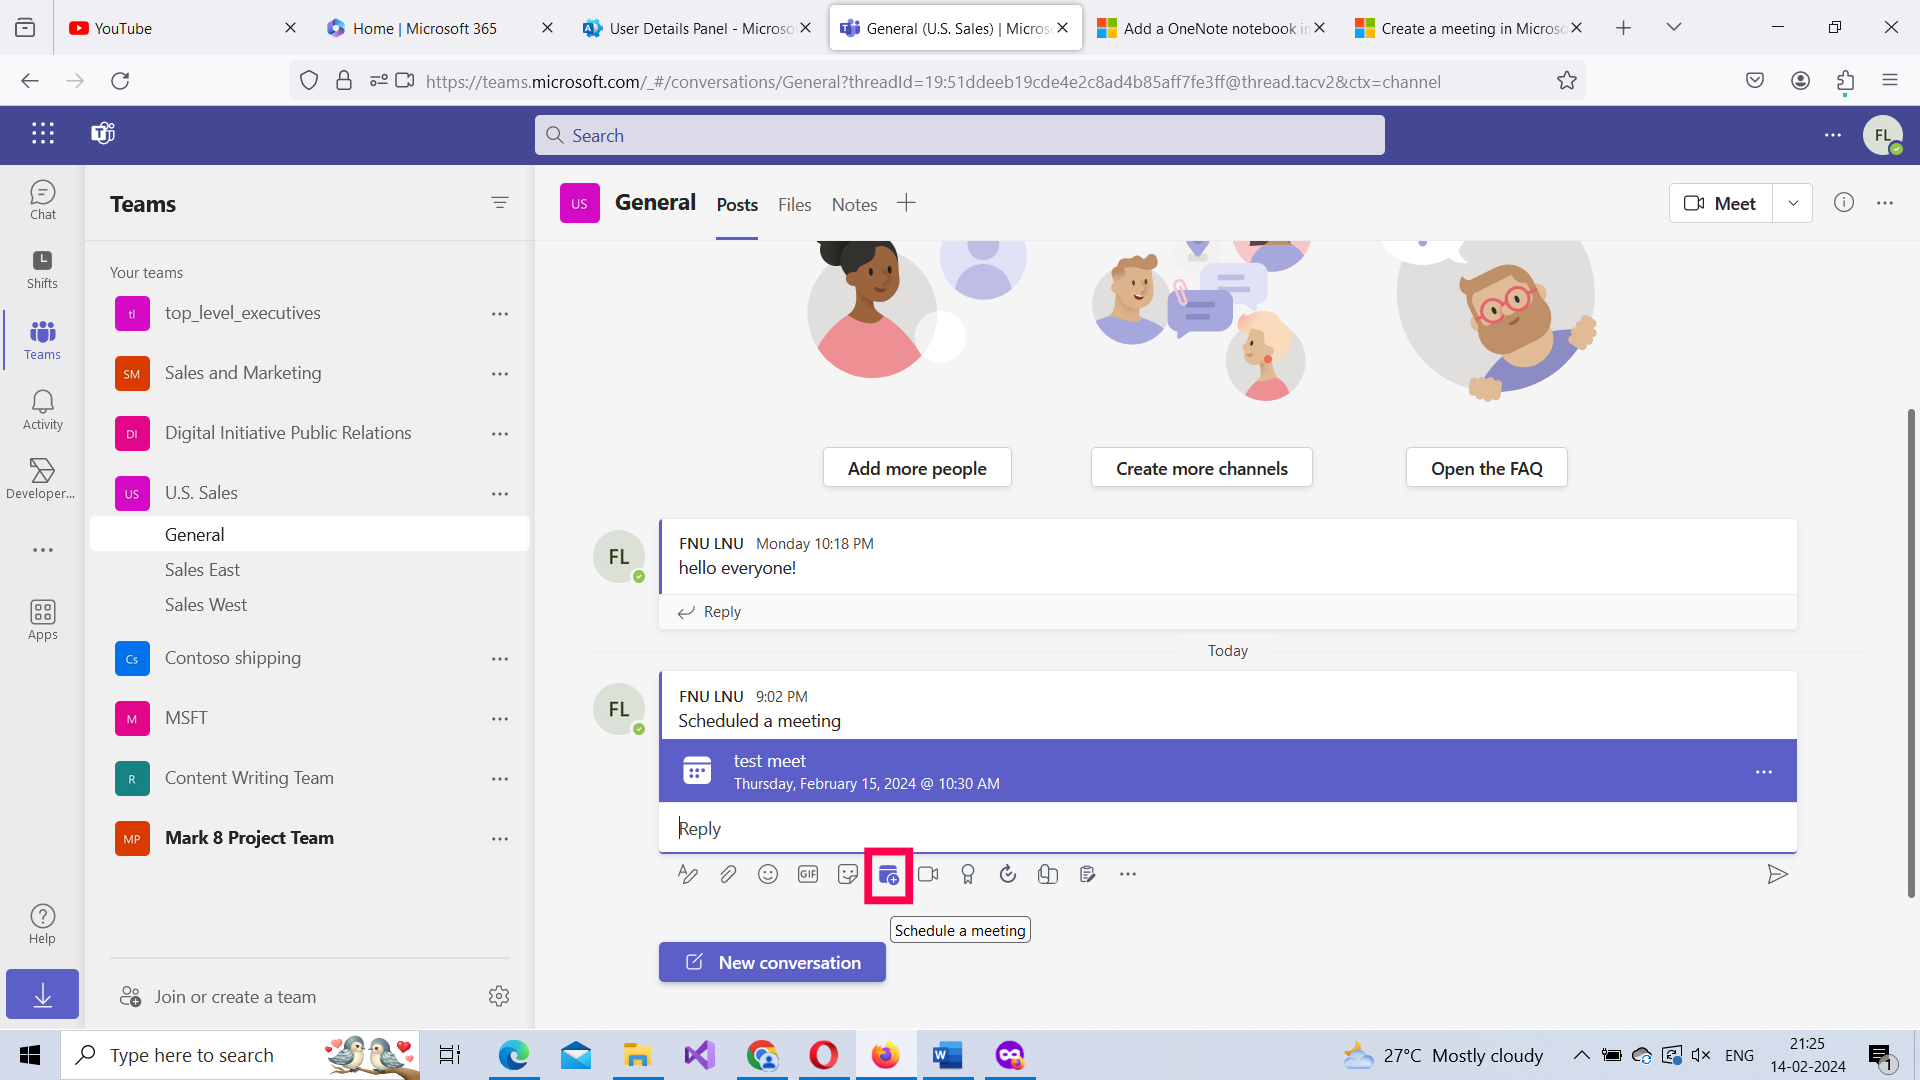 YouTube
Home | Microsoft 365
User Details Panel - Microso
General (U.S. Sales) | Micros
Add a OneNote notebook in
Create a meeting in Microso
https://teams.microsoft.com/_#/conversations/General?threadId=19:51ddeeb19cde4e2c8ad4b85aff7fe3ff@thread.tacv2&ctx=channel
Search
FL
Chat
Shifts
Teams
Activity
Developer...
Apps
Help
Teams
Your teams
tl top_level_executives
SM Sales and Marketing
DI Digital Initiative Public Relations
US U.S. Sales
General
Sales East
Sales West
Cs Contoso shipping
M MSFT
R Content Writing Team
MP Mark 8 Project Team
Join or create a team
US General Posts Files Notes
Meet
Add more people
Create more channels
Open the FAQ
FL
FNU LNU Monday 10:18 PM
hello everyone!
Reply
Today
FL
FNU LNU 9:02 PM
Scheduled a meeting
test meet
Thursday, February 15, 2024 @ 10:30 AM
Reply
GIF
Schedule a meeting
New conversation
Type here to search
27°C Mostly cloudy
ENG
21:25
14-02-2024
1